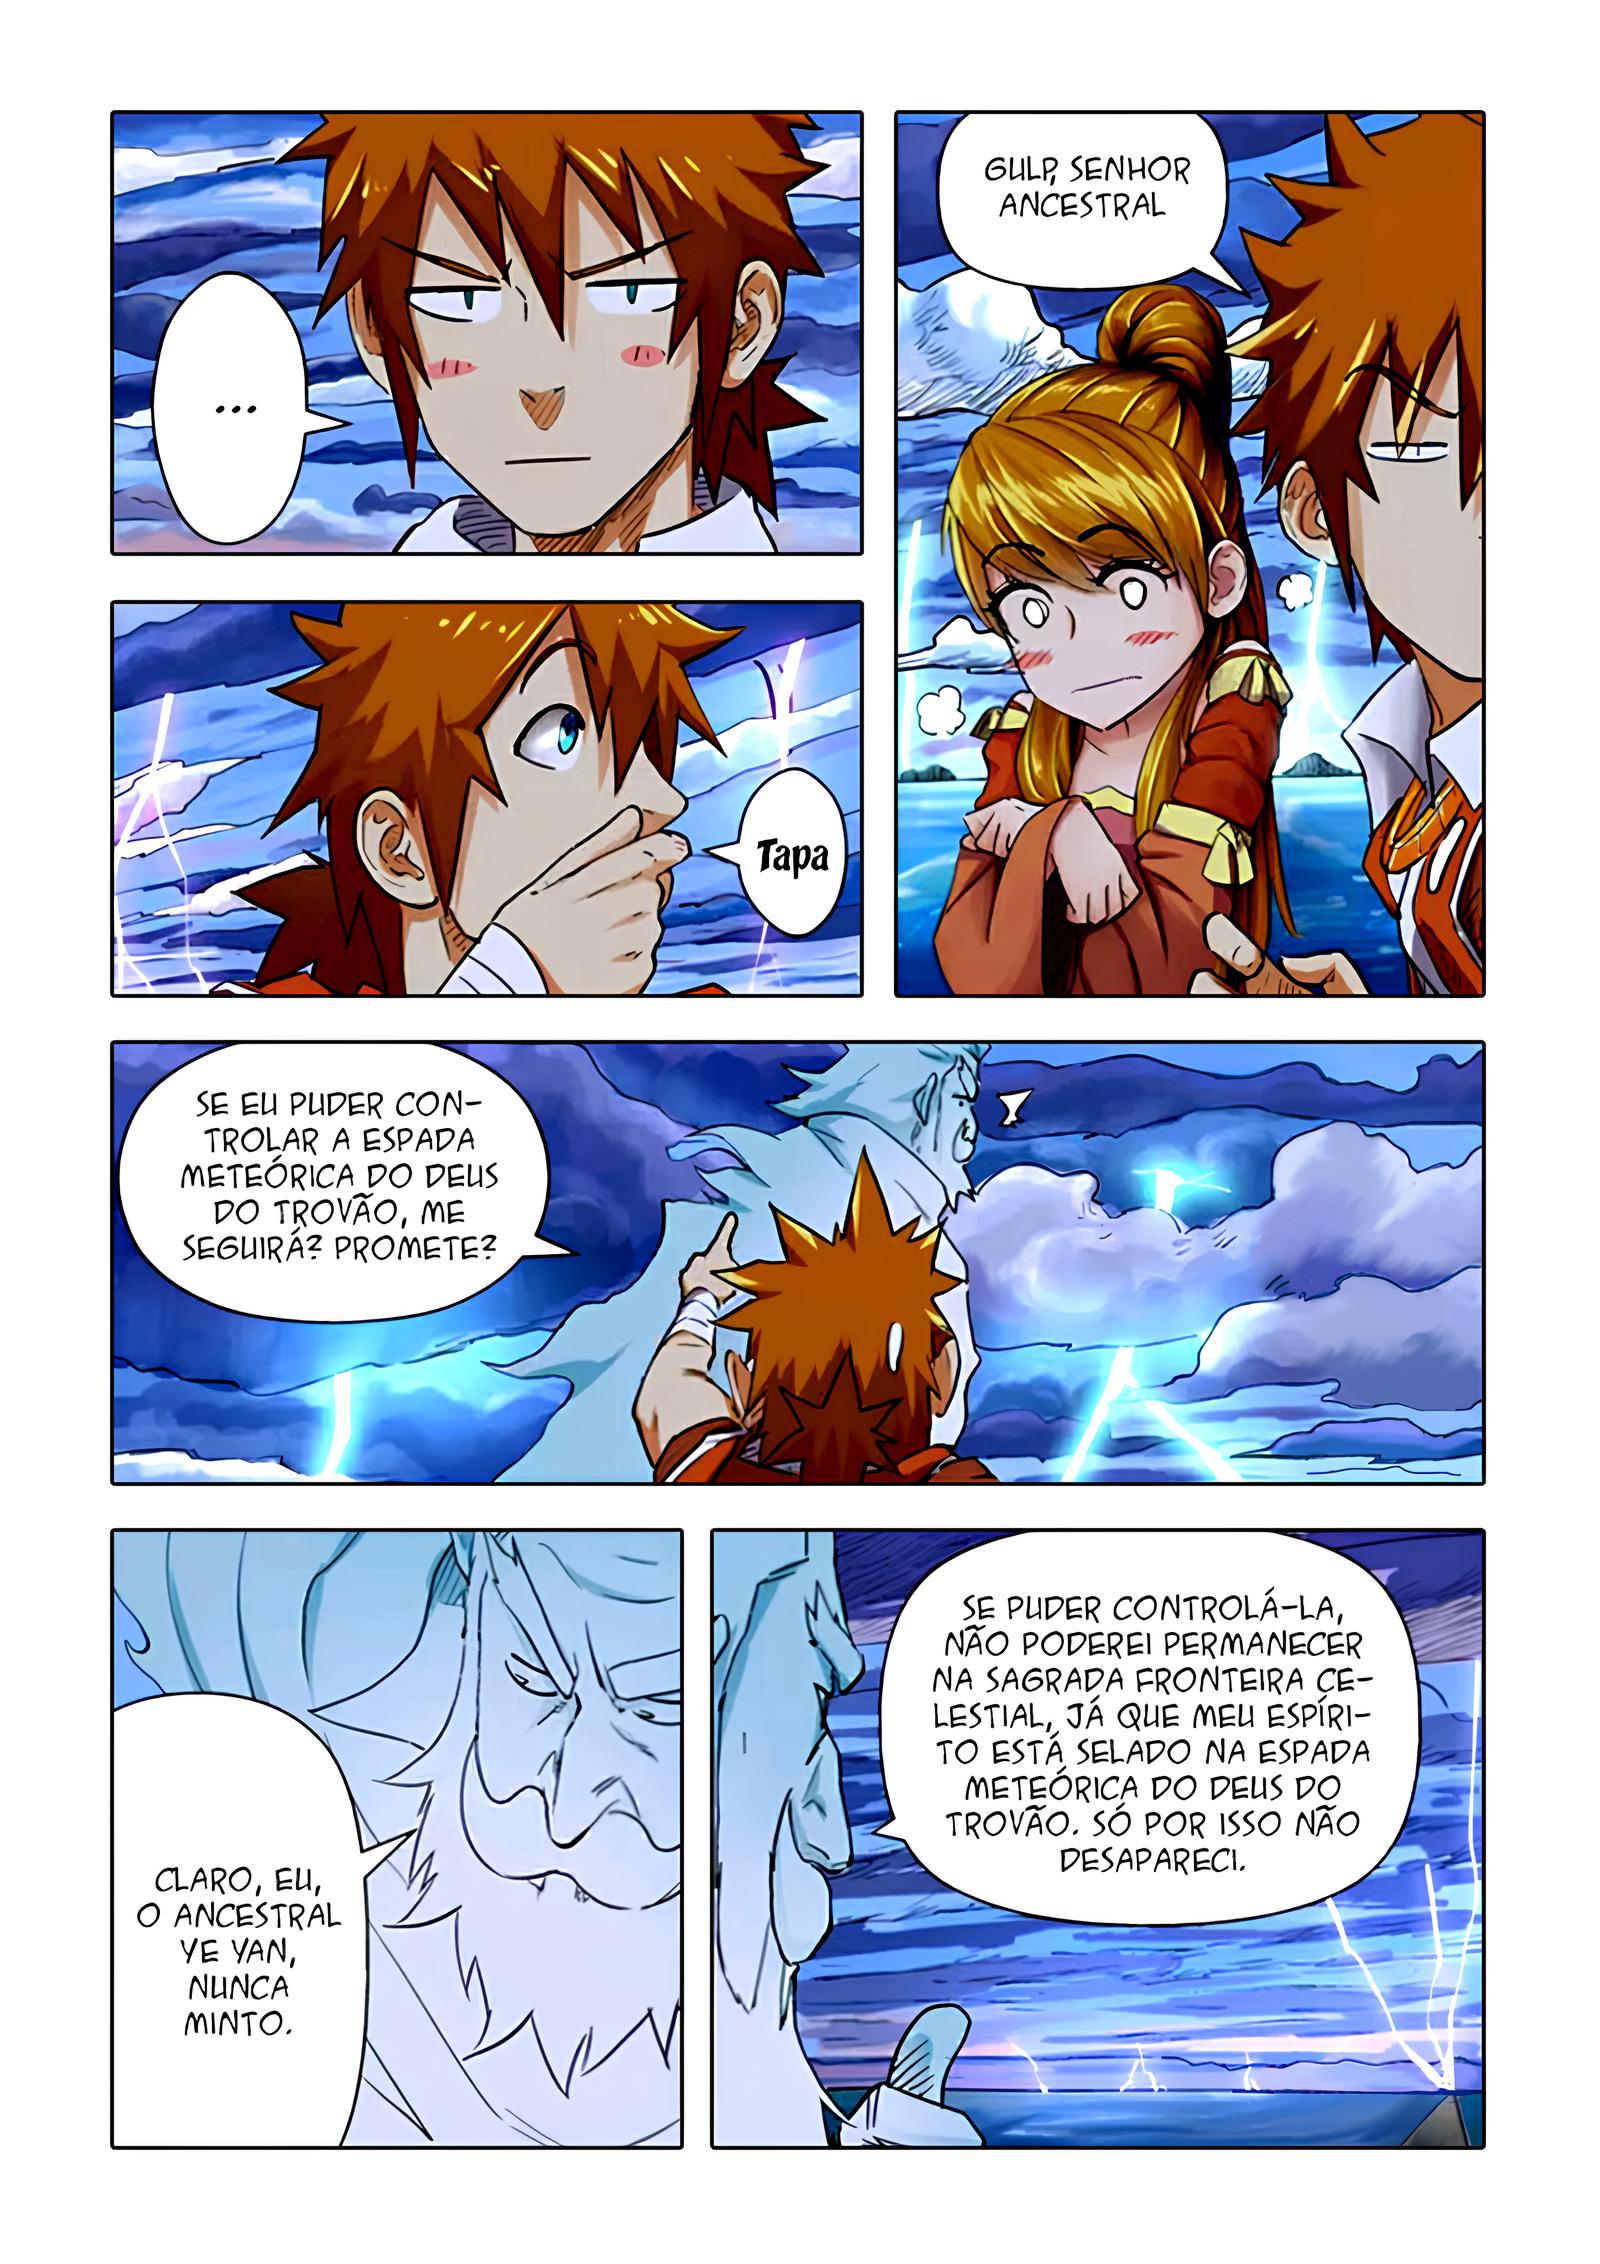 ...
GULP, SENHOR
ANCESTRAL
Tapa
SE EU PUDER CON-
TROLAR A ESPADA
METEÓRICA DO DEUS
DO TROVÃO, ME
SEGUIRÁ? PROMETE?
CLARO, EU,
O ANCESTRAL
YE YAN,
NUNCA
MINTO.
SE PUDER CONTROLÁ-LA,
NÃO PODEREI PERMANECER
NA SAGRADA FRONTEIRA CE-
LESTIAL, JÁ QUE MEU ESPÍRI-
TO ESTÁ SELADO NA ESPADA
METEÓRICA DO DEUS DO
TROVÃO. SÓ POR ISSO NÃO
DESAPARECI.